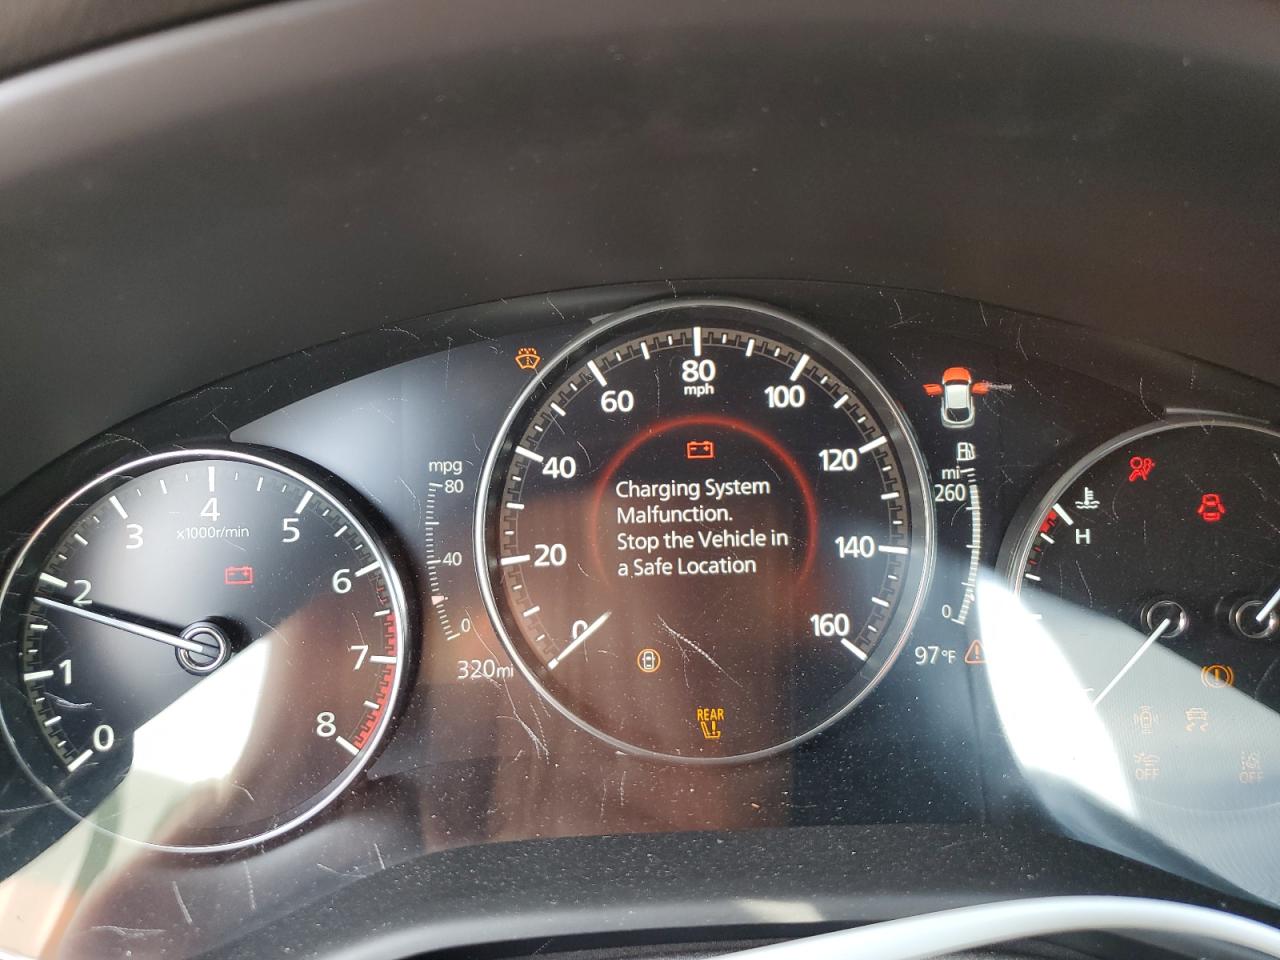 80
mph
60
100
40
120
20
140
0
160
Charging System
Malfunction.
Stop the Vehicle in
a Safe Location
REAR
mpg
80
40
0
320mi
4
x1000r/min
3
5
2
6
1
7
0
8
mi
260
0
97°F
H
OFF
OFF